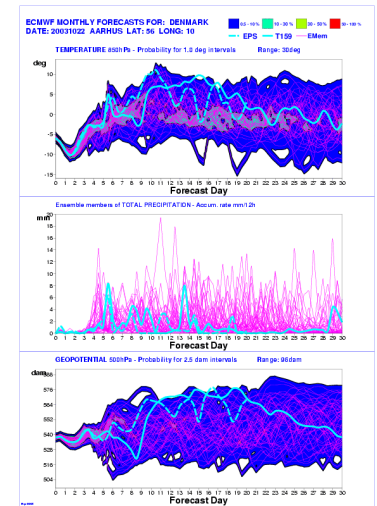 ECMWF MONTHLY FORECASTS FOR: DENMARK
DATE: 20031022 AARHUS LAT: 56 LONG: 10
0.5 - 10% 10 - 30% 30 - 50% 50 - 100%
EPS T159 EMem
TEMPERATURE 850hPa - Probability for 1.0 deg intervals Range: 30deg
deg
10
5
0
-5
-10
-15
0 1 2 3 4 5 6 7 8 9 10 11 12 13 14 15 16 17 18 19 20 21 22 23 24 25 26 27 28 29 30
Forecast Day
Ensemble members of TOTAL PRECIPITATION - Accum. rate mm/12h
mm
20
18
16
14
12
10
8
6
4
2
0
0 1 2 3 4 5 6 7 8 9 10 11 12 13 14 15 16 17 18 19 20 21 22 23 24 25 26 27 28 29 30
Forecast Day
GEOPOTENTIAL 500hPa - Probability for 2.5 dam intervals Range: 96dam
dam
588
576
564
552
540
528
516
504
0 1 2 3 4 5 6 7 8 9 10 11 12 13 14 15 16 17 18 19 20 21 22 23 24 25 26 27 28 29 30
Forecast Day